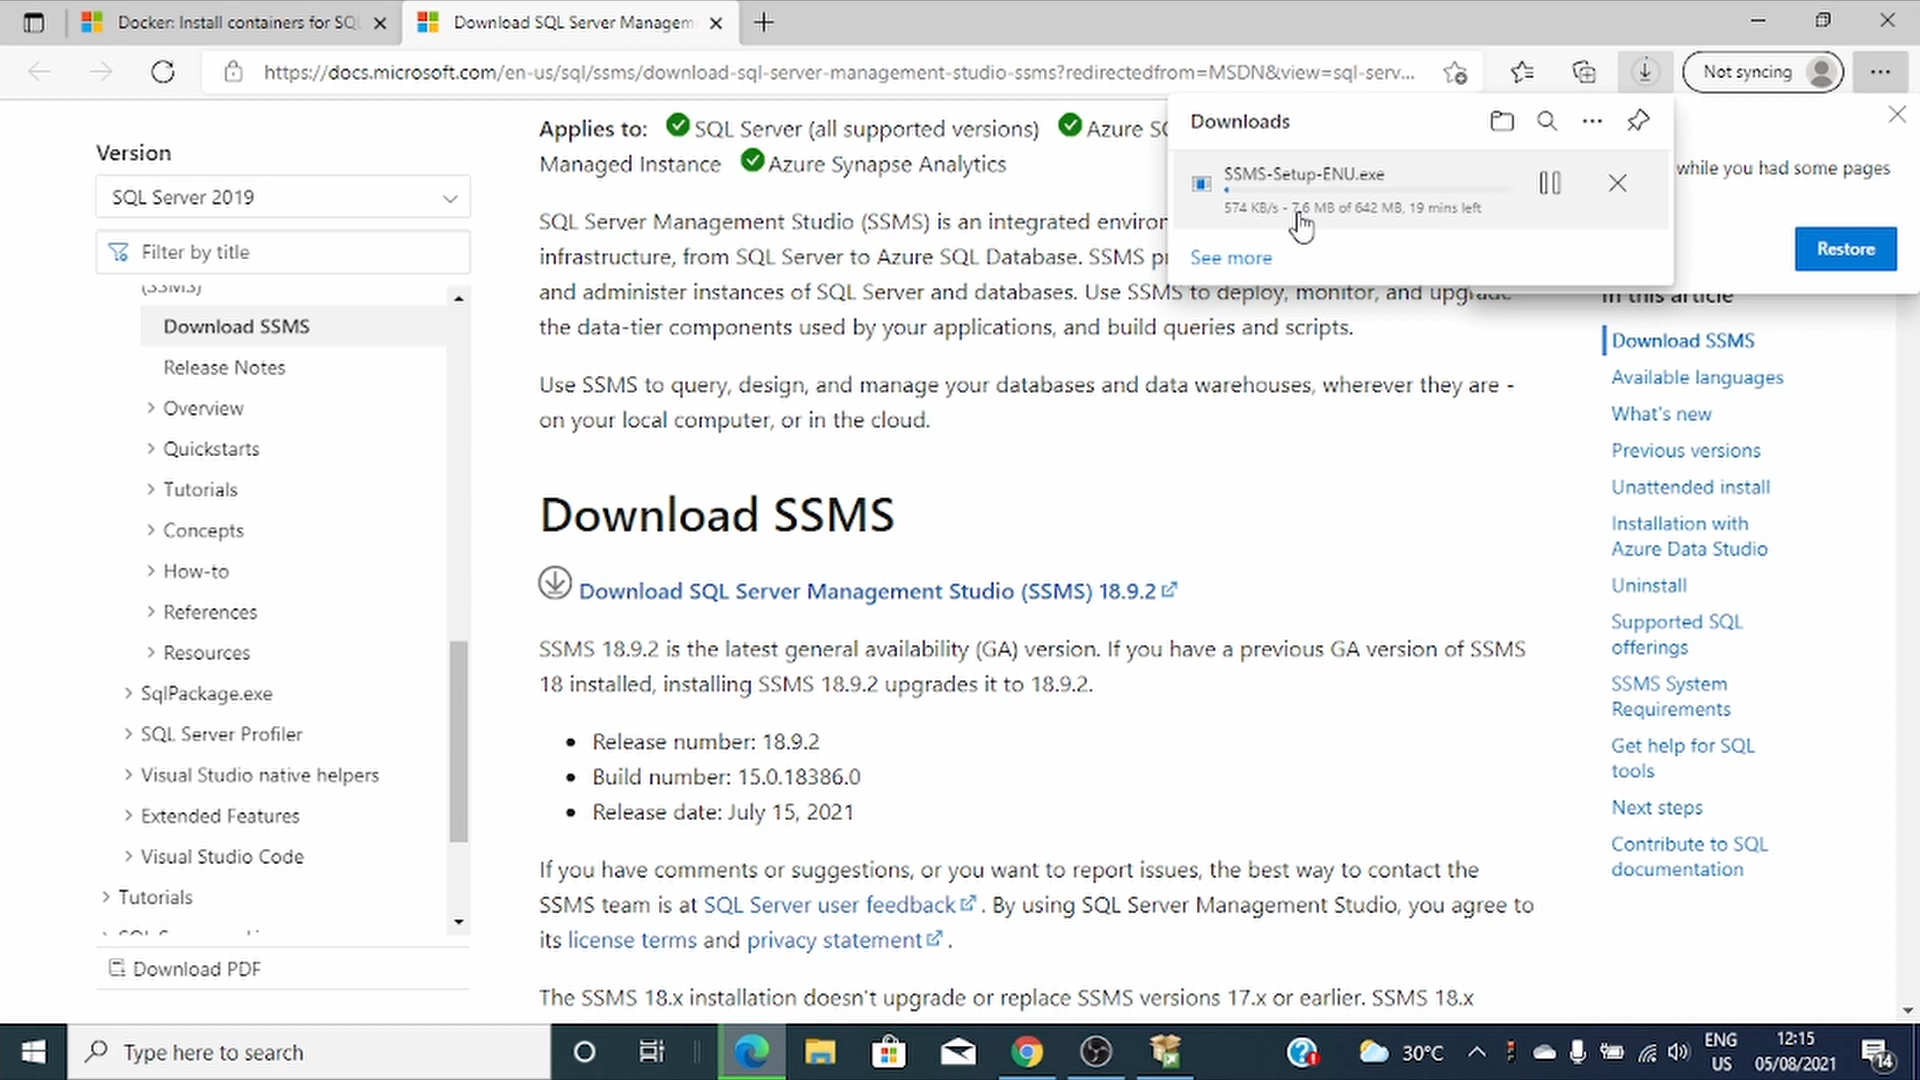 Docker: Install containers for SQL
Download SQL Server Managem
https://docs.microsoft.com/en-us/sql/ssms/download-sql-server-management-studio-ssms?redirectedfrom=MSDN&view=sql-serv...
Not syncing
Downloads
SSMS-Setup-ENU.exe
574 KB/s - 7.6 MB of 642 MB, 19 mins left
See more
while you had some pages
Restore
Version
SQL Server 2019
Filter by title
(SSMS)
Download SSMS
Release Notes
Overview
Quickstarts
Tutorials
Concepts
How-to
References
Resources
SqlPackage.exe
SQL Server Profiler
Visual Studio native helpers
Extended Features
Visual Studio Code
Tutorials
Download PDF
Applies to: SQL Server (all supported versions) Azure SQ
Managed Instance Azure Synapse Analytics
SQL Server Management Studio (SSMS) is an integrated environ
infrastructure, from SQL Server to Azure SQL Database. SSMS pr
and administer instances of SQL Server and databases. Use SSMS to deploy, monitor, and upgrade
the data-tier components used by your applications, and build queries and scripts.
Use SSMS to query, design, and manage your databases and data warehouses, wherever they are -
on your local computer, or in the cloud.
Download SSMS
Download SQL Server Management Studio (SSMS) 18.9.2
SSMS 18.9.2 is the latest general availability (GA) version. If you have a previous GA version of SSMS
18 installed, installing SSMS 18.9.2 upgrades it to 18.9.2.
• Release number: 18.9.2
• Build number: 15.0.18386.0
• Release date: July 15, 2021
If you have comments or suggestions, or you want to report issues, the best way to contact the
SSMS team is at SQL Server user feedback . By using SQL Server Management Studio, you agree to
its license terms and privacy statement .
The SSMS 18.x installation doesn't upgrade or replace SSMS versions 17.x or earlier. SSMS 18.x
In this article
Download SSMS
Available languages
What's new
Previous versions
Unattended install
Installation with
Azure Data Studio
Uninstall
Supported SQL
offerings
SSMS System
Requirements
Get help for SQL
tools
Next steps
Contribute to SQL
documentation
Type here to search
30°C
ENG
US
12:15
05/08/2021
14